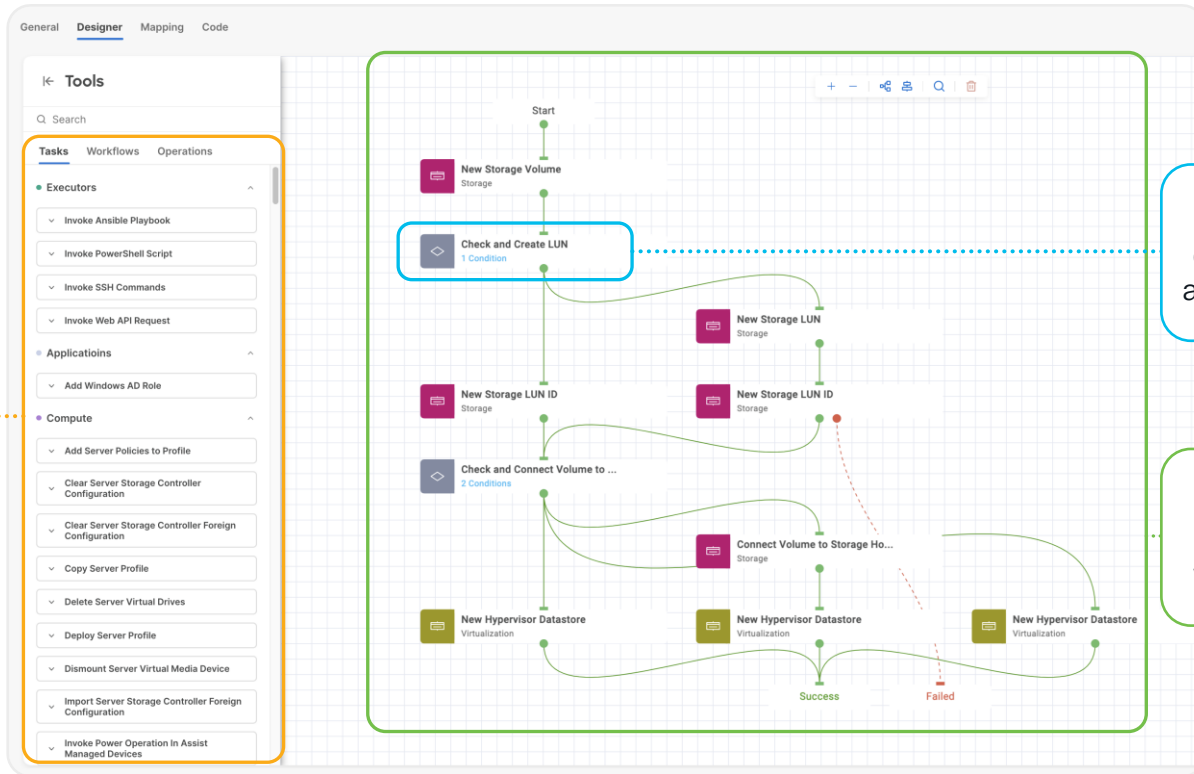 General Designer Mapping Code
Tools
Search
Tasks Workflows Operations
Executors
Invoke Ansible Playbook
Invoke PowerShell Script
Invoke SSH Commands
Invoke Web API Request
Applicatioins
Add Windows AD Role
Compute
Add Server Policies to Profile
Clear Server Storage Controller
Configuration
Clear Server Storage Controller Foreign
Configuration
Copy Server Profile
Delete Server Virtual Drives
Deploy Server Profile
Dismount Server Virtual Media Device
Import Server Storage Controller Foreign
Configuration
Invoke Power Operation In Assist
Managed Devices
Start
New Storage Volume
Storage
Check and Create LUN
1 Condition
New Storage LUN
Storage
New Storage LUN ID
Storage
New Storage LUN ID
Storage
Check and Connect Volume to ...
2 Conditions
Connect Volume to Storage Ho...
Storage
New Hypervisor Datastore
Virtualization
New Hypervisor Datastore
Virtualization
New Hypervisor Datastore
Virtualization
Success
Failed
a